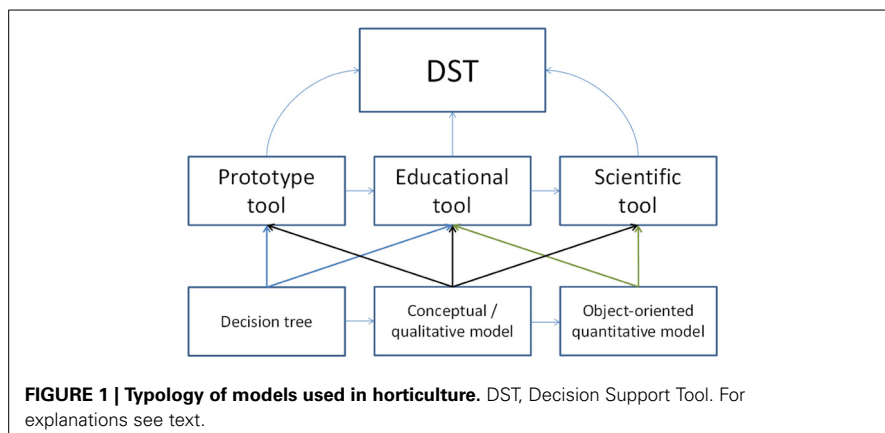 DST
Prototype
tool
Educational
tool
Scientific
tool
Decision tree
Conceptual /
qualitative model
Object-oriented
quantitative model
FIGURE 1 | Typology of models used in horticulture. DST, Decision Support Tool. For
explanations see text.